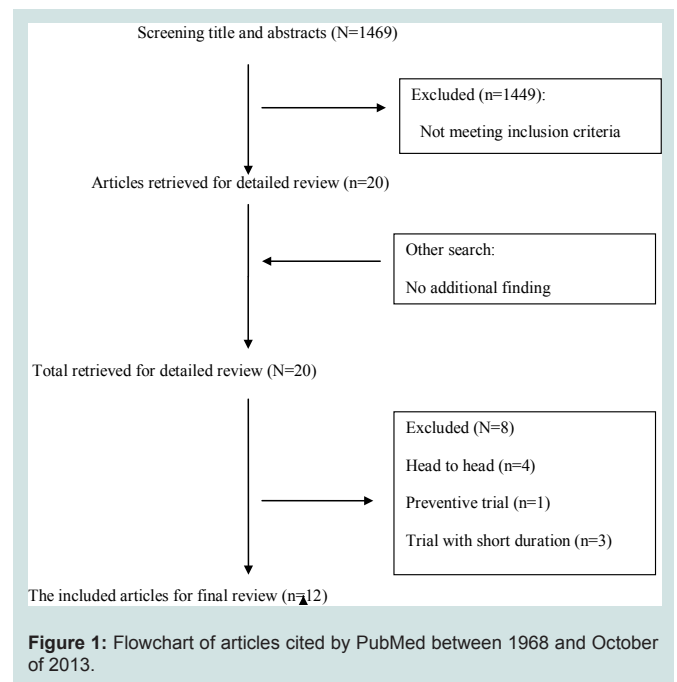 Screening title and abstracts (N=1469)
Excluded (n=1449):
Not meeting inclusion criteria
Articles retrieved for detailed review (n=20)
Other search:
No additional finding
Total retrieved for detailed review (N=20)
Excluded (N=8)
Head to head (n=4)
Preventive trial (n=1)
Trial with short duration (n=3)
The included articles for final review (n=12)
Figure 1: Flowchart of articles cited by PubMed between 1968 and October
of 2013.